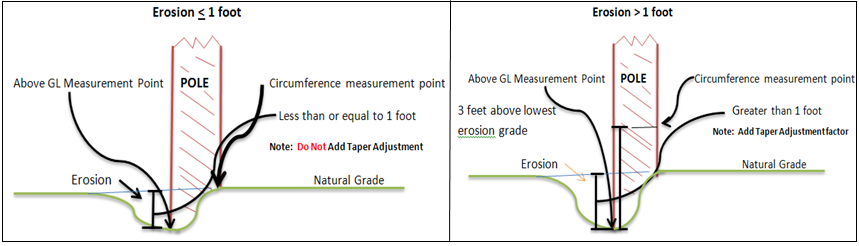 Erosion < 1 foot
Above GL Measurement Point
POLE
Circumference measurement point
Less than or equal to 1 foot
Note: Do Not Add Taper Adjustment
Erosion
Natural Grade
Erosion > 1 foot
Above GL Measurement Point
POLE
Circumference measurement point
3 feet above lowest
erosion grade
Greater than 1 foot
Note: Add Taper Adjustment factor
Erosion
Natural Grade